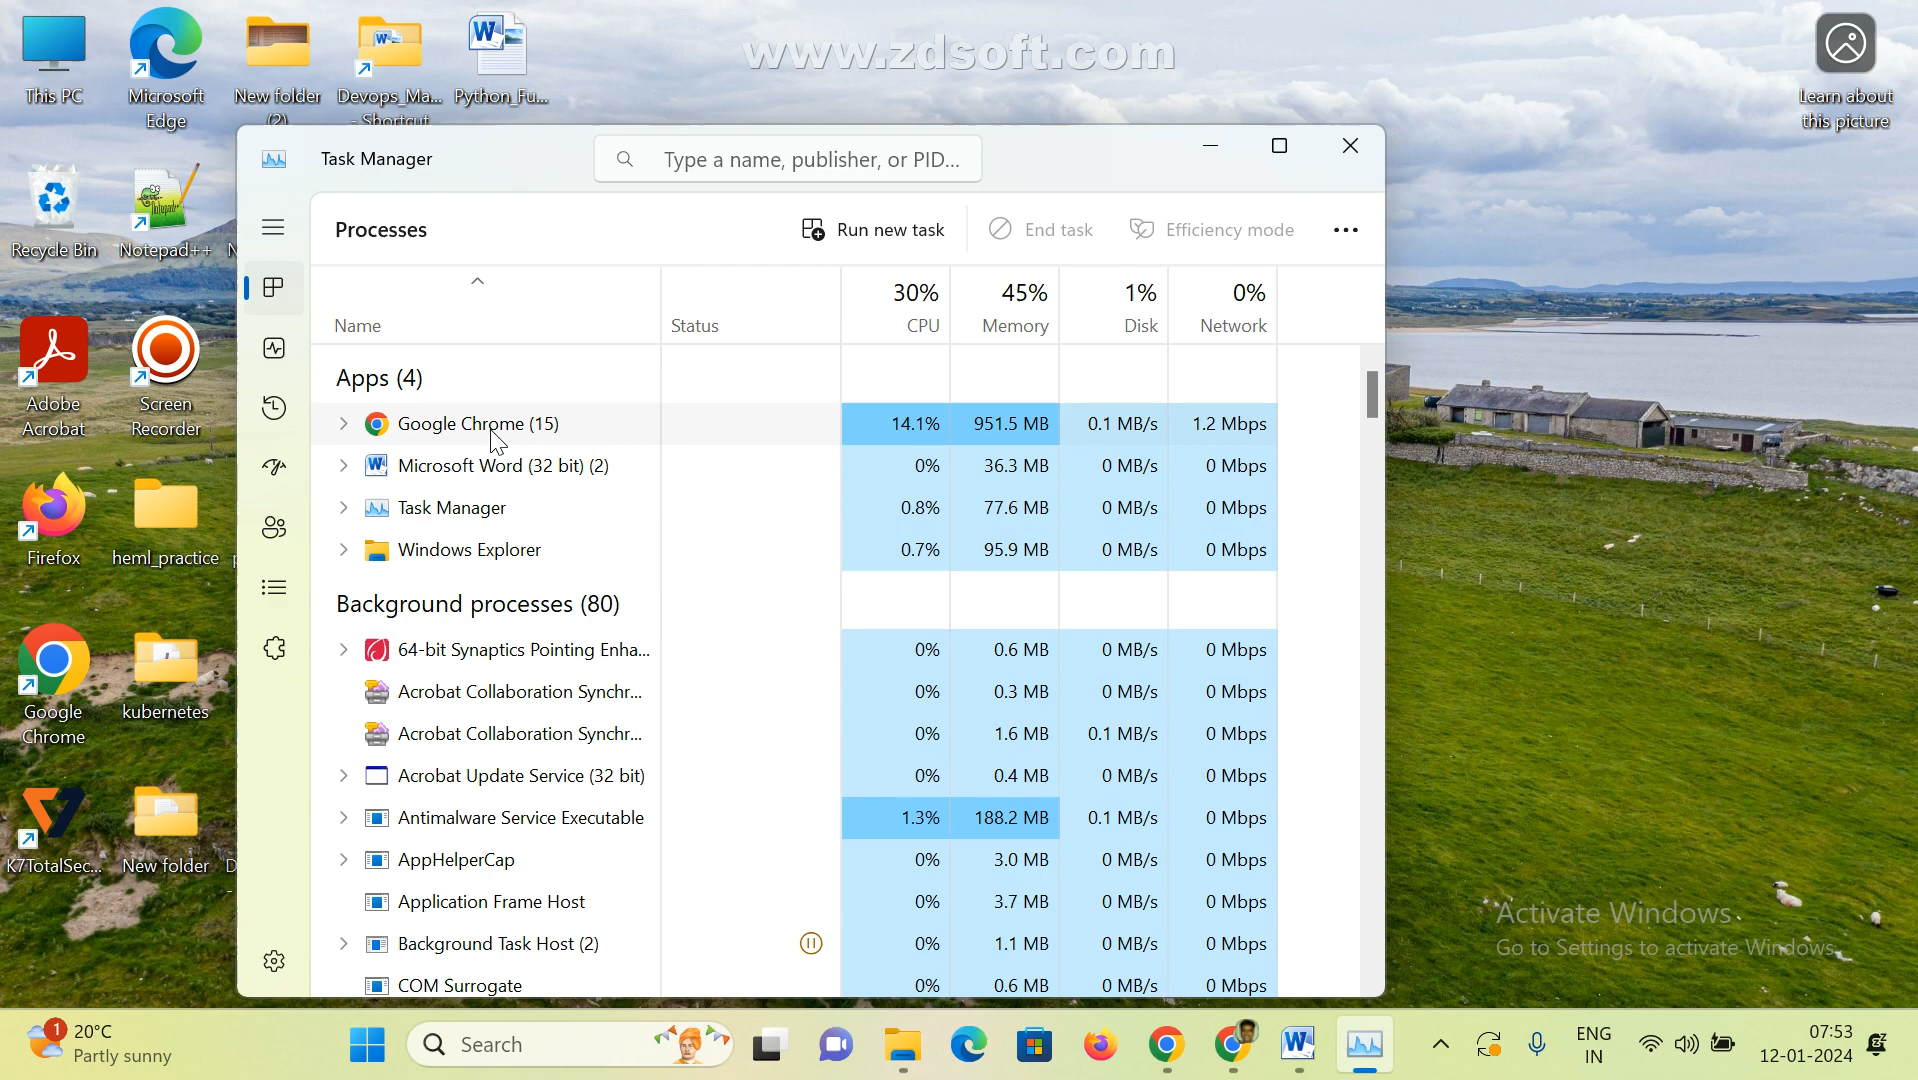 www.zdsoft.com
This PC
Microsoft
Edge
New folder
(2)
Devops_Ma...
- Shortcut
Python_Fu...
Learn about
this picture
Recycle Bin
Notepad++
Adobe
Acrobat
Screen
Recorder
Firefox
heml_practice
Google
Chrome
kubernetes
K7TotalSec...
New folder
Task Manager
Type a name, publisher, or PID...
Processes
Run new task
End task
Efficiency mode
30% 45% 1% 0%
Name Status CPU Memory Disk Network
Apps (4)
Google Chrome (15) 14.1% 951.5 MB 0.1 MB/s 1.2 Mbps
Microsoft Word (32 bit) (2) 0% 36.3 MB 0 MB/s 0 Mbps
Task Manager 0.8% 77.6 MB 0 MB/s 0 Mbps
Windows Explorer 0.7% 95.9 MB 0 MB/s 0 Mbps
Background processes (80)
64-bit Synaptics Pointing Enha... 0% 0.6 MB 0 MB/s 0 Mbps
Acrobat Collaboration Synchr... 0% 0.3 MB 0 MB/s 0 Mbps
Acrobat Collaboration Synchr... 0% 1.6 MB 0.1 MB/s 0 Mbps
Acrobat Update Service (32 bit) 0% 0.4 MB 0 MB/s 0 Mbps
Antimalware Service Executable 1.3% 188.2 MB 0.1 MB/s 0 Mbps
AppHelperCap 0% 3.0 MB 0 MB/s 0 Mbps
Application Frame Host 0% 3.7 MB 0 MB/s 0 Mbps
Background Task Host (2) 0% 1.1 MB 0 MB/s 0 Mbps
COM Surrogate 0% 0.6 MB 0 MB/s 0 Mbps
Activate Windows
Go to Settings to activate Windows.
1
20°C
Partly sunny
Search
ENG
IN
07:53
12-01-2024